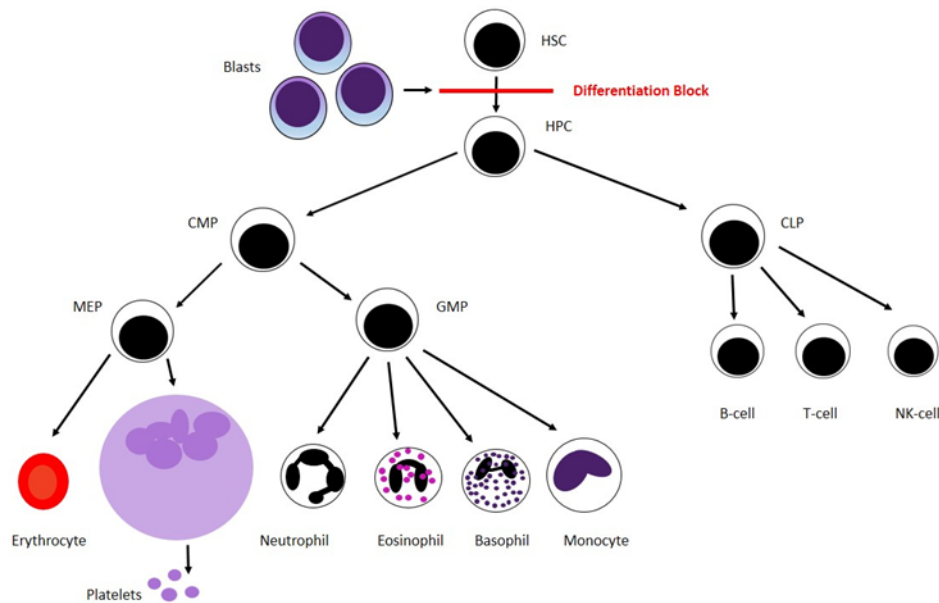 HSC
Blasts
Differentiation Block
HPC
CMP
CLP
MEP
GMP
B-cell
T-cell
NK-cell
Erythrocyte
Neutrophil
Eosinophil
Basophil
Monocyte
Platelets